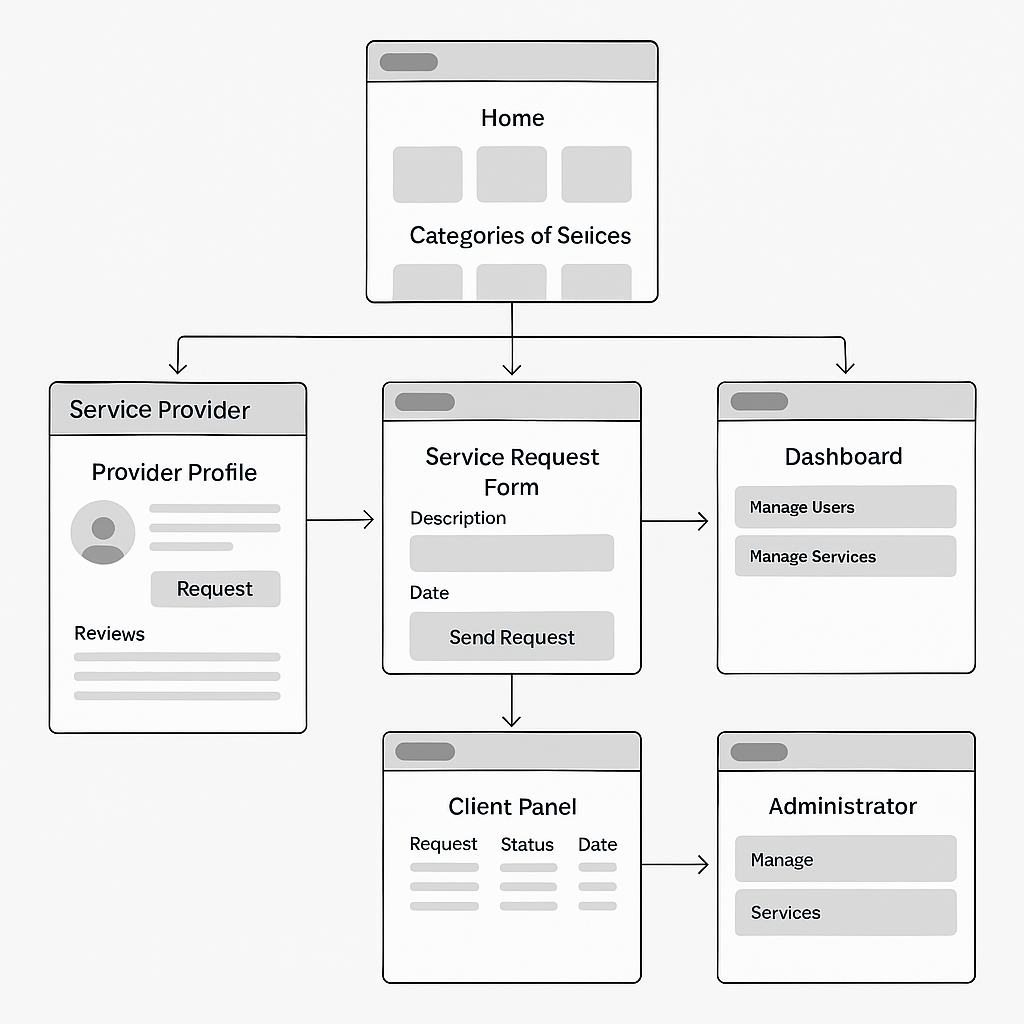 Home
Categories of Selices
Service Provider
Provider Profile
Request
Reviews
Service Request
Form
Description
Date
Send Request
Dashboard
Manage Users
Manage Services
Client Panel
Request Status Date
Administrator
Manage
Services